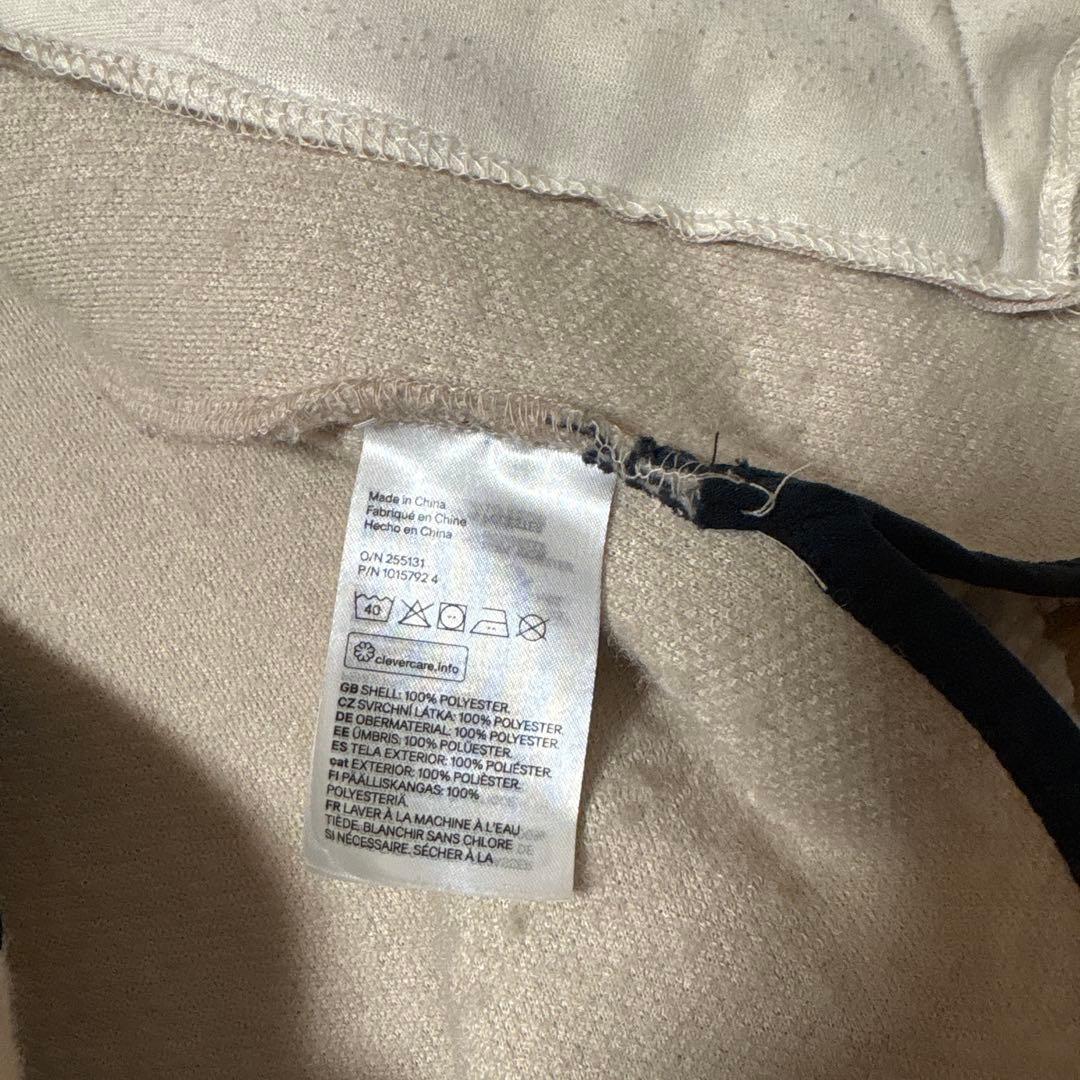 Made in China
Fabriqué en Chine
Hecho en China
O/N 255131
P/N 1015792 4
40
clevercare.info
GB SHELL: 100% POLYESTER.
CZ SVRCHNÍ LÁTKA: 100% POLYESTER.
DE OBERMATERIAL: 100% POLYESTER.
EE ÜMBRIS: 100% POLÜESTER.
ES TELA EXTERIOR: 100% POLIÉSTER.
cat EXTERIOR: 100% POLIÈSTER.
FI PÄÄLLISKANGAS: 100%
POLYESTERIÄ.
FR LAVER À LA MACHINE À L'EAU
TIÈDE, BLANCHIR SANS CHLORE
SI NÉCESSAIRE, SÉCHER À LA